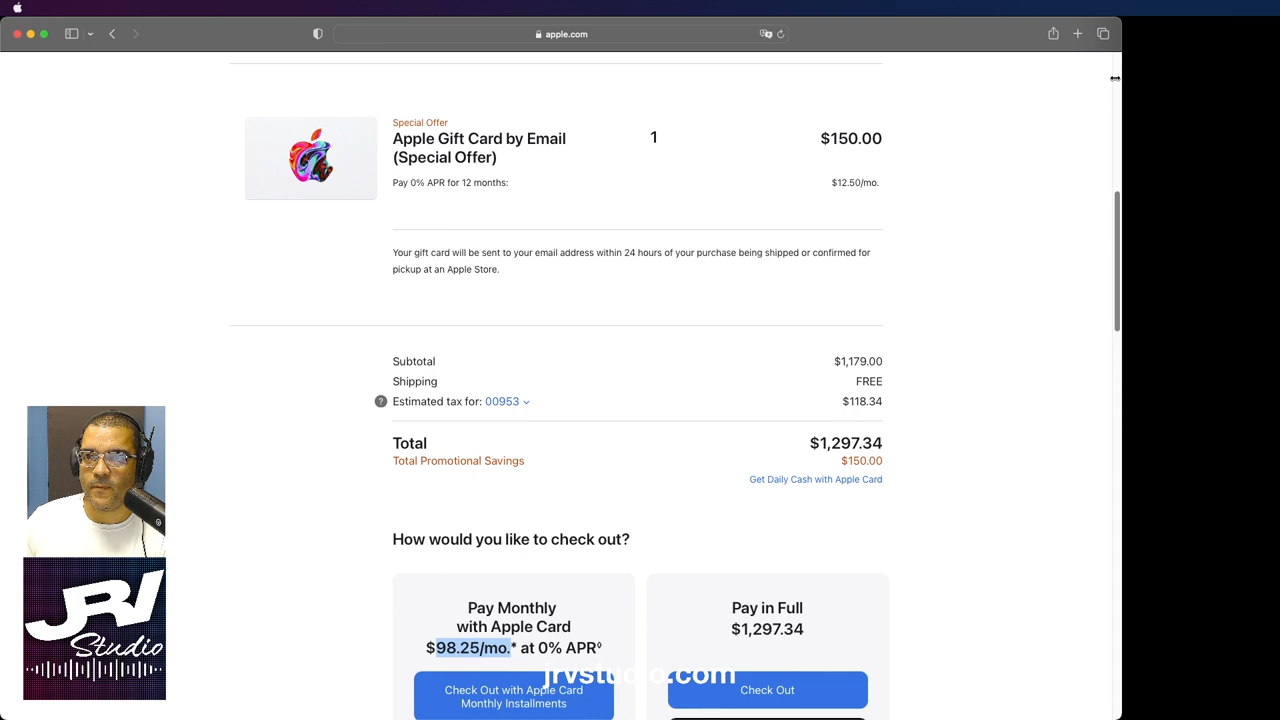 apple.com
Special Offer
Apple Gift Card by Email
(Special Offer)
1
$150.00
Pay 0% APR for 12 months:
$12.50/mo.
Your gift card will be sent to your email address within 24 hours of your purchase being shipped or confirmed for
pickup at an Apple Store.
Subtotal
$1,179.00
Shipping
FREE
? Estimated tax for: 00953
$118.34
Total
$1,297.34
Total Promotional Savings
$150.00
Get Daily Cash with Apple Card
How would you like to check out?
Pay Monthly
with Apple Card
$98.25/mo.* at 0% APR◊
Check Out with Apple Card
Monthly Installments
Pay in Full
$1,297.34
Check Out
jrvstudio.com
JRV
Studio